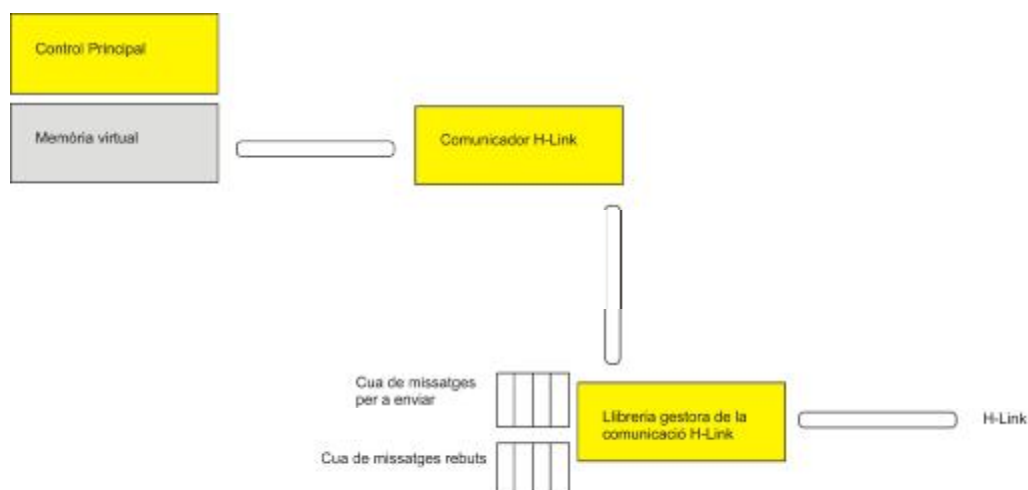 Control Principal
Memòria virtual
Comunicador H-Link
Cua de missatges
per a enviar
Llibreria gestora de la
comunicació H-Link
H-Link
Cua de missatges rebuts